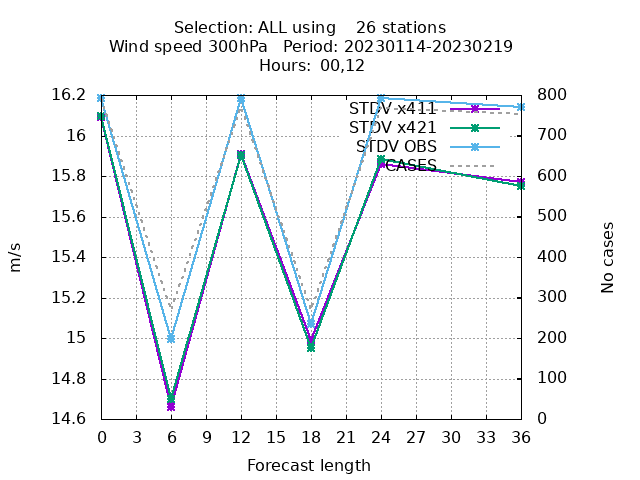 Selection: ALL using    26 stations
Wind speed 300hPa   Period: 20230114-20230219
Hours: 00,12
16.2
16
15.8
15.6
15.4
15.2
15
14.8
14.6
m/s
STDV x411
STDV x421
STDV OBS
CASES
800
700
600
500
400
300
200
100
0
No cases
0 3 6 9 12 15 18 21 24 27 30 33 36
Forecast length